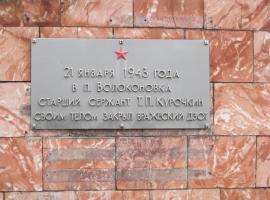 21 ЯНВАРЯ 1943 ГОДА
В П. ВОЛОКОНОВКА
СТАРШИЙ СЕРЖАНТ Т.П. КУРОЧКИН
СВОИМ ТЕЛОМ ЗАКРЫЛ ВРАЖЕСКИЙ ДЗОТ